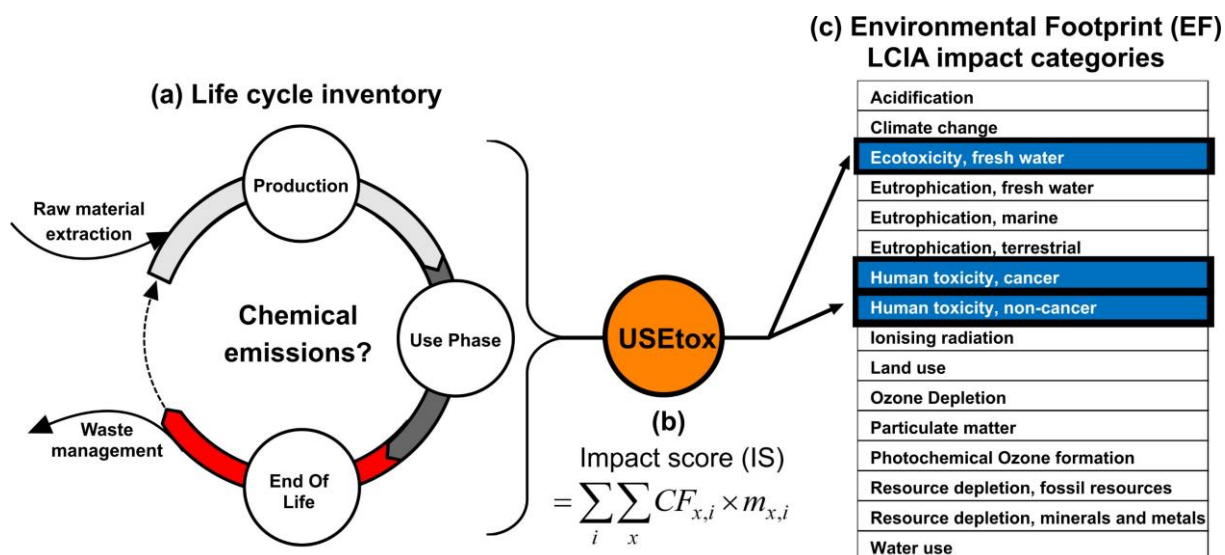 (a) Life cycle inventory
Production
Raw material
extraction
Chemical
emissions?
Use Phase
Waste
management
End Of
Life
USEtox
(b)
Impact score (IS)
= ∑i ∑x CFx,i × mx,i
(c) Environmental Footprint (EF)
LCIA impact categories
Acidification
Climate change
Ecotoxicity, fresh water
Eutrophication, fresh water
Eutrophication, marine
Eutrophication, terrestrial
Human toxicity, cancer
Human toxicity, non-cancer
Ionising radiation
Land use
Ozone Depletion
Particulate matter
Photochemical Ozone formation
Resource depletion, fossil resources
Resource depletion, minerals and metals
Water use